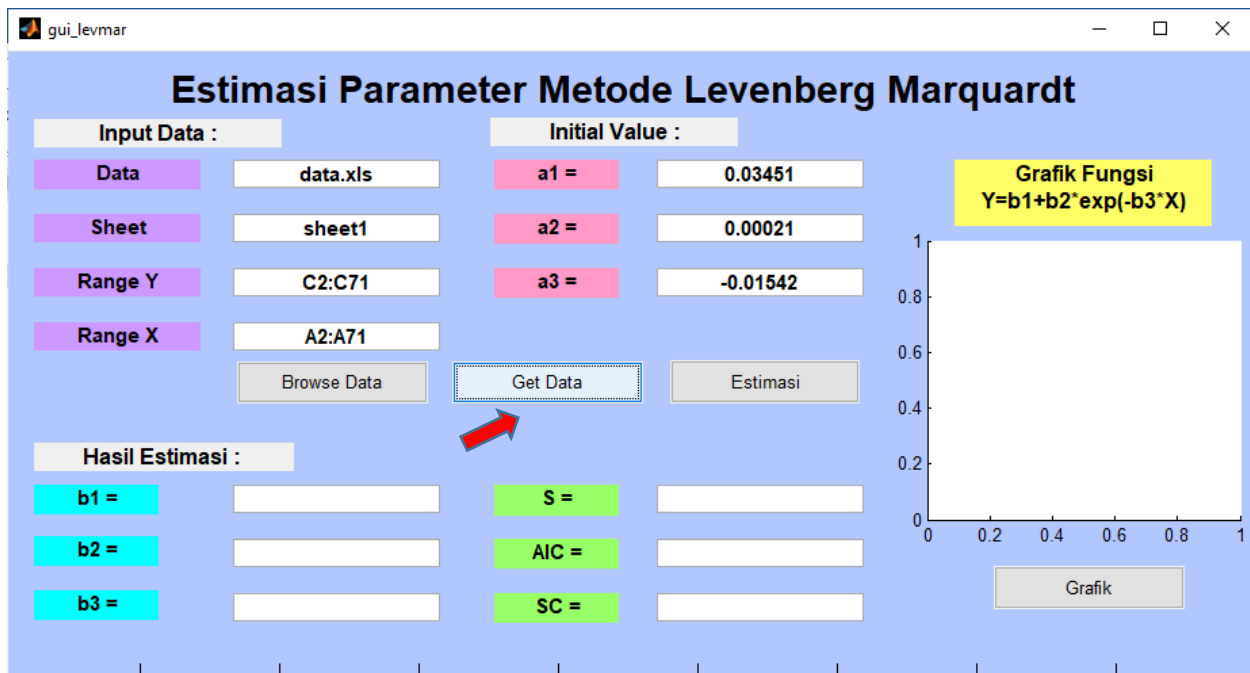 gui_levmar
Estimasi Parameter Metode Levenberg Marquardt
Input Data :
Initial Value :
Data
data.xls
a1 =
0.03451
Sheet
sheet1
a2 =
0.00021
Range Y
C2:C71
a3 =
-0.01542
Range X
A2:A71
Browse Data
Get Data
Estimasi
Grafik Fungsi
Y=b1+b2*exp(-b3*X)
1
0.8
0.6
0.4
0.2
0
0
0.2
0.4
0.6
0.8
1
Grafik
Hasil Estimasi :
b1 =
S =
b2 =
AIC =
b3 =
SC =